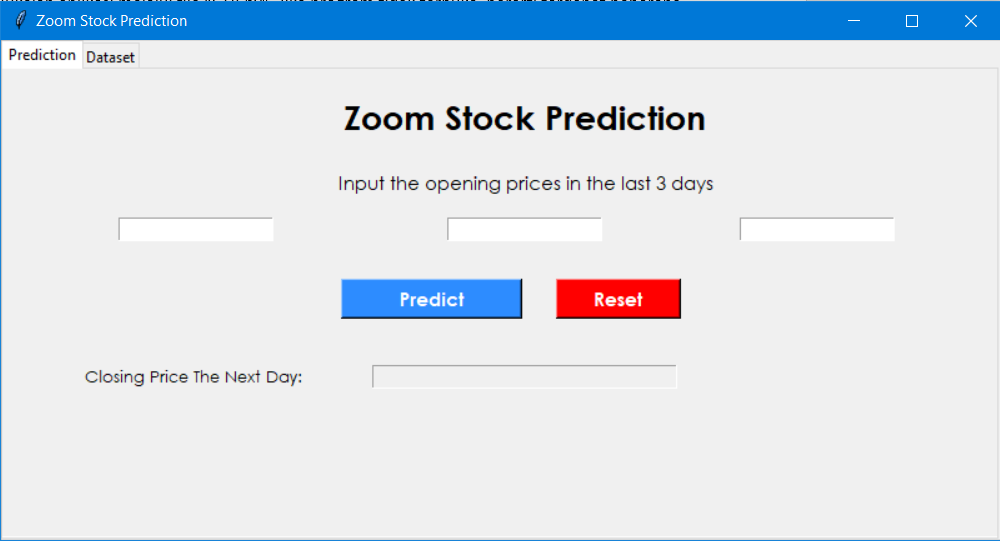 Zoom Stock Prediction
Prediction Dataset
Zoom Stock Prediction
Input the opening prices in the last 3 days
Predict Reset
Closing Price The Next Day: